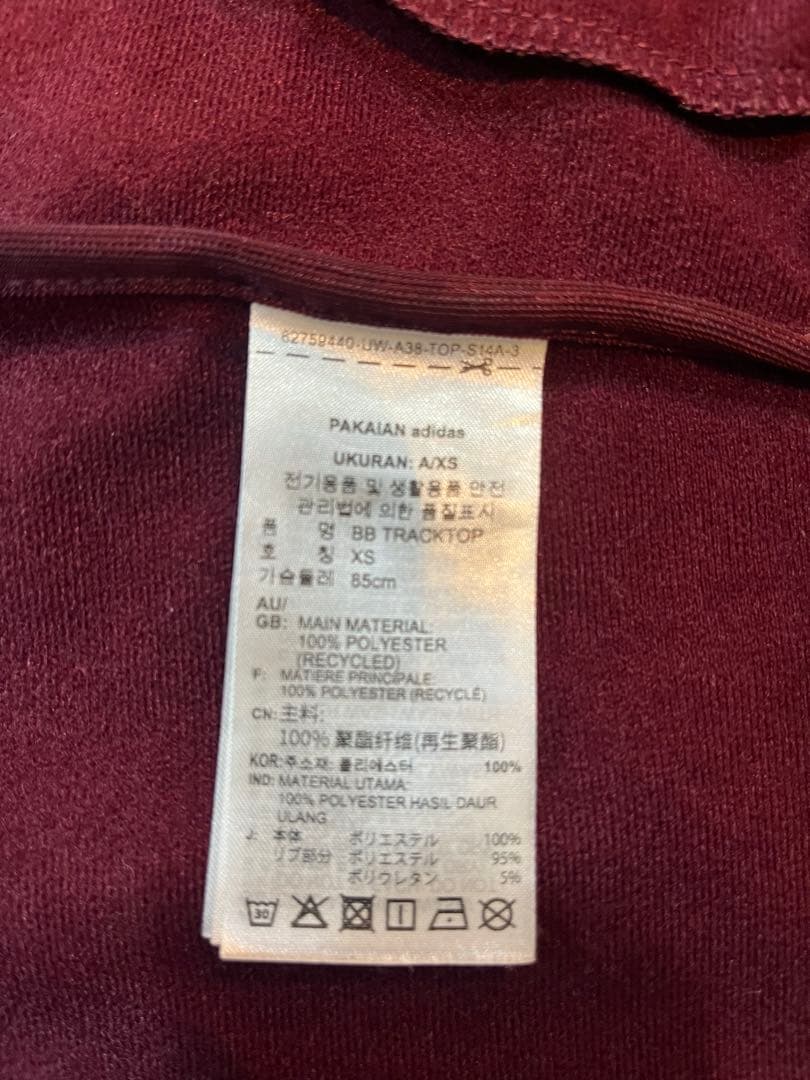 62759440-UW-A38-TOP-S14A-3
PAKAIAN adidas
UKURAN: A/XS
전기용품 및 생활용품 안전
관리법에 의한 품질표시
품 명 BB TRACKTOP
호 칭 XS
가슴둘레 85cm
AU/
GB: MAIN MATERIAL:
100% POLYESTER
(RECYCLED)
F: MATIERE PRINCIPALE:
100% POLYESTER (RECYCLÉ)
CN: 主料:
100% 聚酯纤维(再生聚酯)
KOR: 주소재: 폴리에스터 100%
IND: MATERIAL UTAMA:
100% POLYESTER HASIL DAUR
ULANG
J: 本体 ポリエステル 100%
リブ部分 ポリエステル 95%
ポリウレタン 5%
30